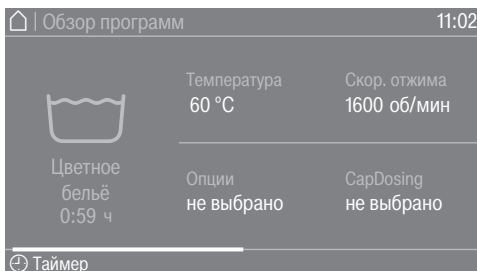 | Обзор программ 11:02
Температура Скор. отжима
60 °C 1600 об/мин
Цветное
бельё
0:59 ч
Опции CapDosing
не выбрано не выбрано
Таймер